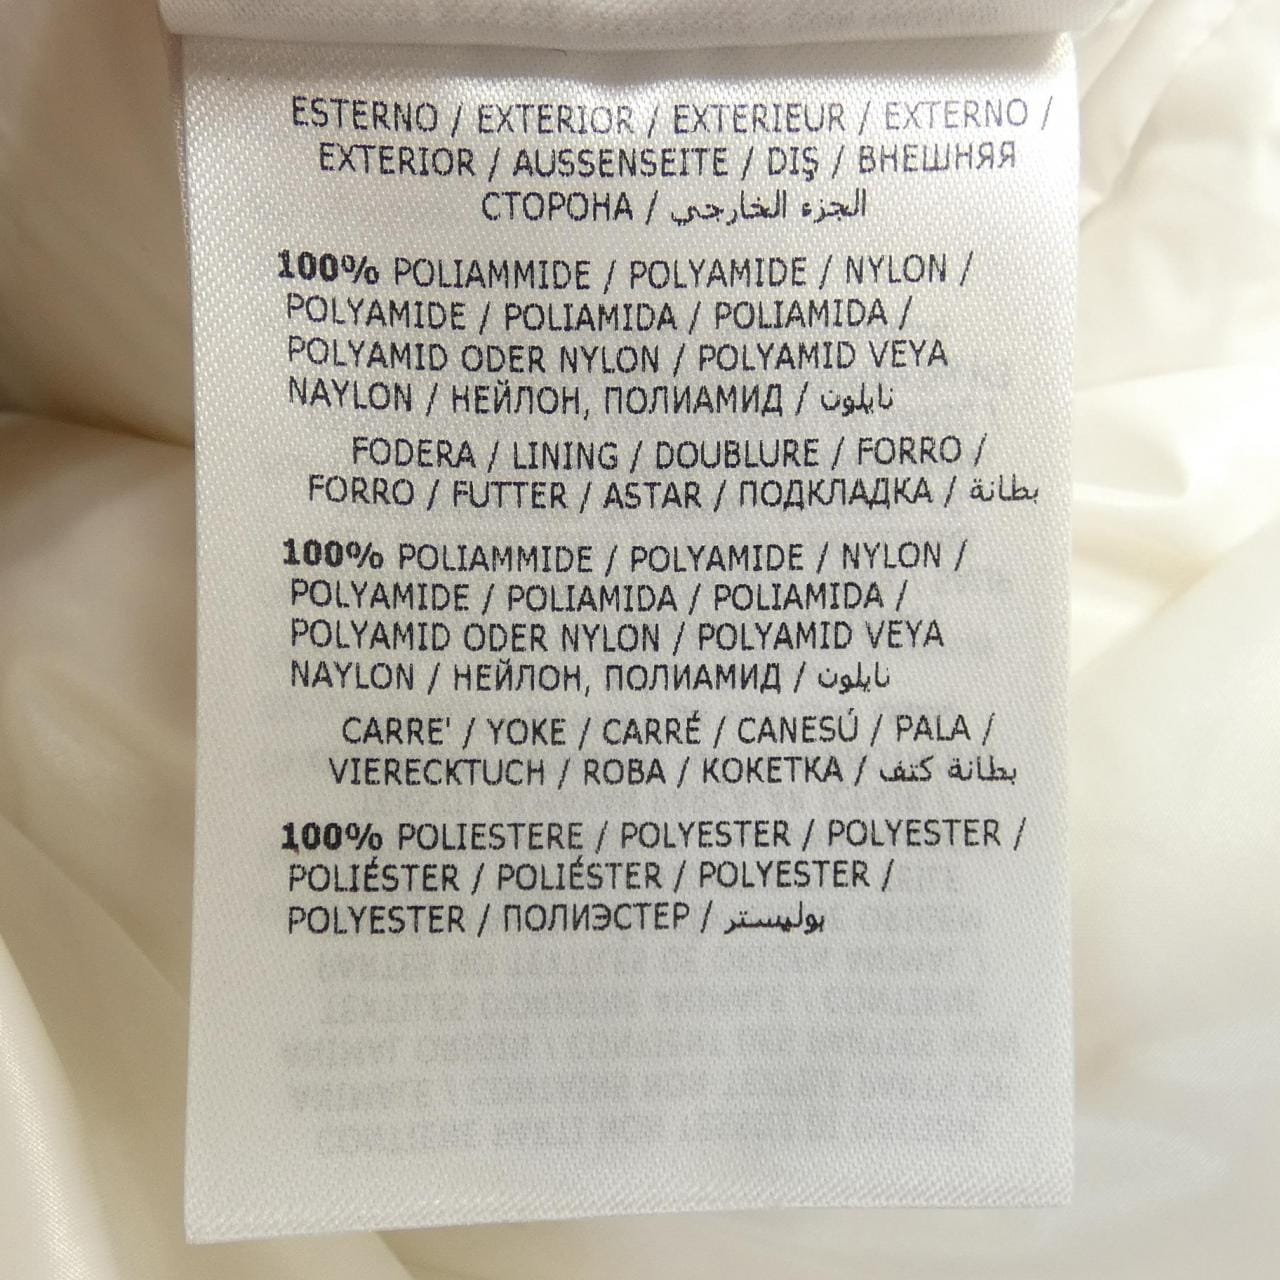 ESTERNO / EXTERIOR / EXTERIEUR / EXTERNO /
EXTERIOR / AUSSENSEITE / DIŞ / ВНЕШНЯЯ
СТОРОНА / الجزء الخارجي
100% POLIAMMIDE / POLYAMIDE / NYLON /
POLYAMIDE / POLIAMIDA / POLIAMIDA /
POLYAMID ODER NYLON / POLYAMID VEYA
NAYLON / НЕЙЛОН, ПОЛИАМИД / نايلون
FODERA / LINING / DOUBLURE / FORRO /
FORRO / FUTTER / ASTAR / ПОДКЛАДКА / بطانة
100% POLIAMMIDE / POLYAMIDE / NYLON /
POLYAMIDE / POLIAMIDA / POLIAMIDA /
POLYAMID ODER NYLON / POLYAMID VEYA
NAYLON / НЕЙЛОН, ПОЛИАМИД / نايلون
CARRE' / YOKE / CARRÉ / CANESÚ / PALA /
VIERECKTUCH / ROBA / КОКЕТКА / بطانة كتف
100% POLIESTERE / POLYESTER / POLYESTER /
POLIÉSTER / POLIÉSTER / POLYESTER /
POLYESTER / ПОЛИЭСТЕР / بوليستر